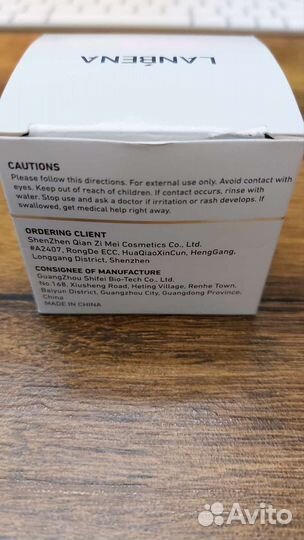 LANBENA
CAUTIONS
Please follow this directions. For external use only. Avoid contact with
eyes. Keep out of reach of children. If contact occurs, rinse with
water. Stop use and ask a doctor if irritation or rash develops. If
swallowed, get medical help right away.
ORDERING CLIENT
ShenZhen Qian Zi Mei Cosmetics Co., Ltd.
#A2407, RongDe ECC, HuaQiaoXinCun, HengGang,
Longgang District, Shenzhen
CONSIGNEE OF MANUFACTURE
GuangZhou Shifei Bio-Tech Co., Ltd.
No.168, Xiusheng Road, Heting Village, Renhe Town,
Baiyun District, Guangzhou City, Guangdong Province,
China
MADE IN CHINA
Avito